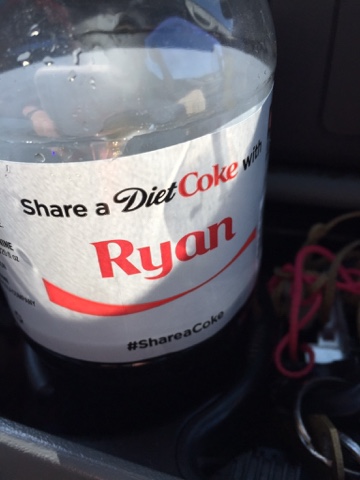 Share a Diet Coke with
Ryan
#ShareaCoke